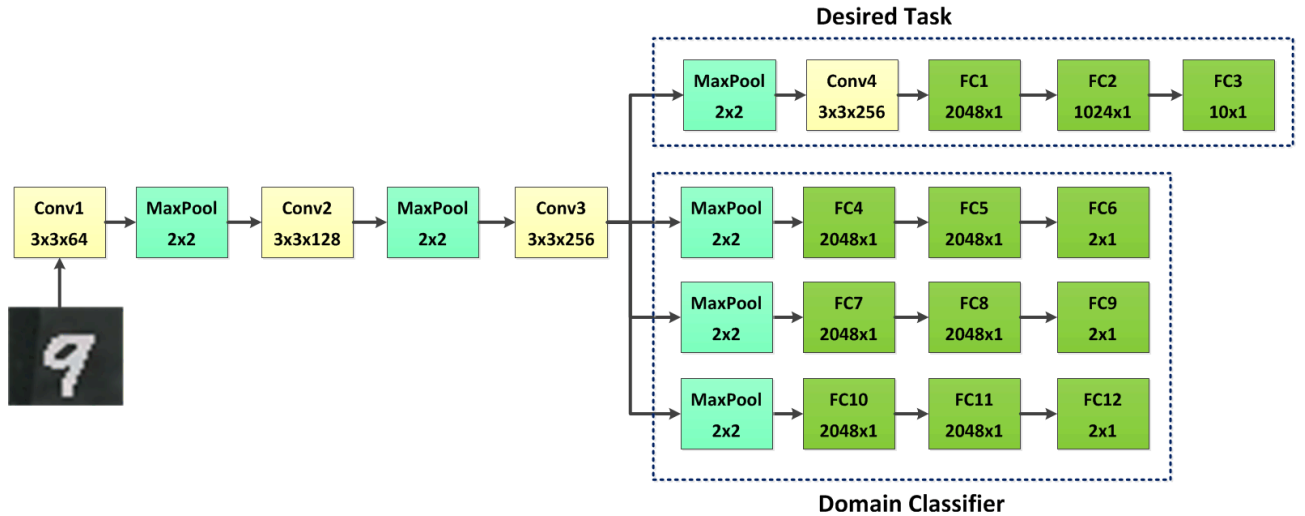 Desired Task
MaxPool
2x2
Conv4
3x3x256
FC1
2048x1
FC2
1024x1
FC3
10x1
Conv1
3x3x64
MaxPool
2x2
Conv2
3x3x128
MaxPool
2x2
Conv3
3x3x256
MaxPool
2x2
FC4
2048x1
FC5
2048x1
FC6
2x1
MaxPool
2x2
FC7
2048x1
FC8
2048x1
FC9
2x1
MaxPool
2x2
FC10
2048x1
FC11
2048x1
FC12
2x1
9
Domain Classifier